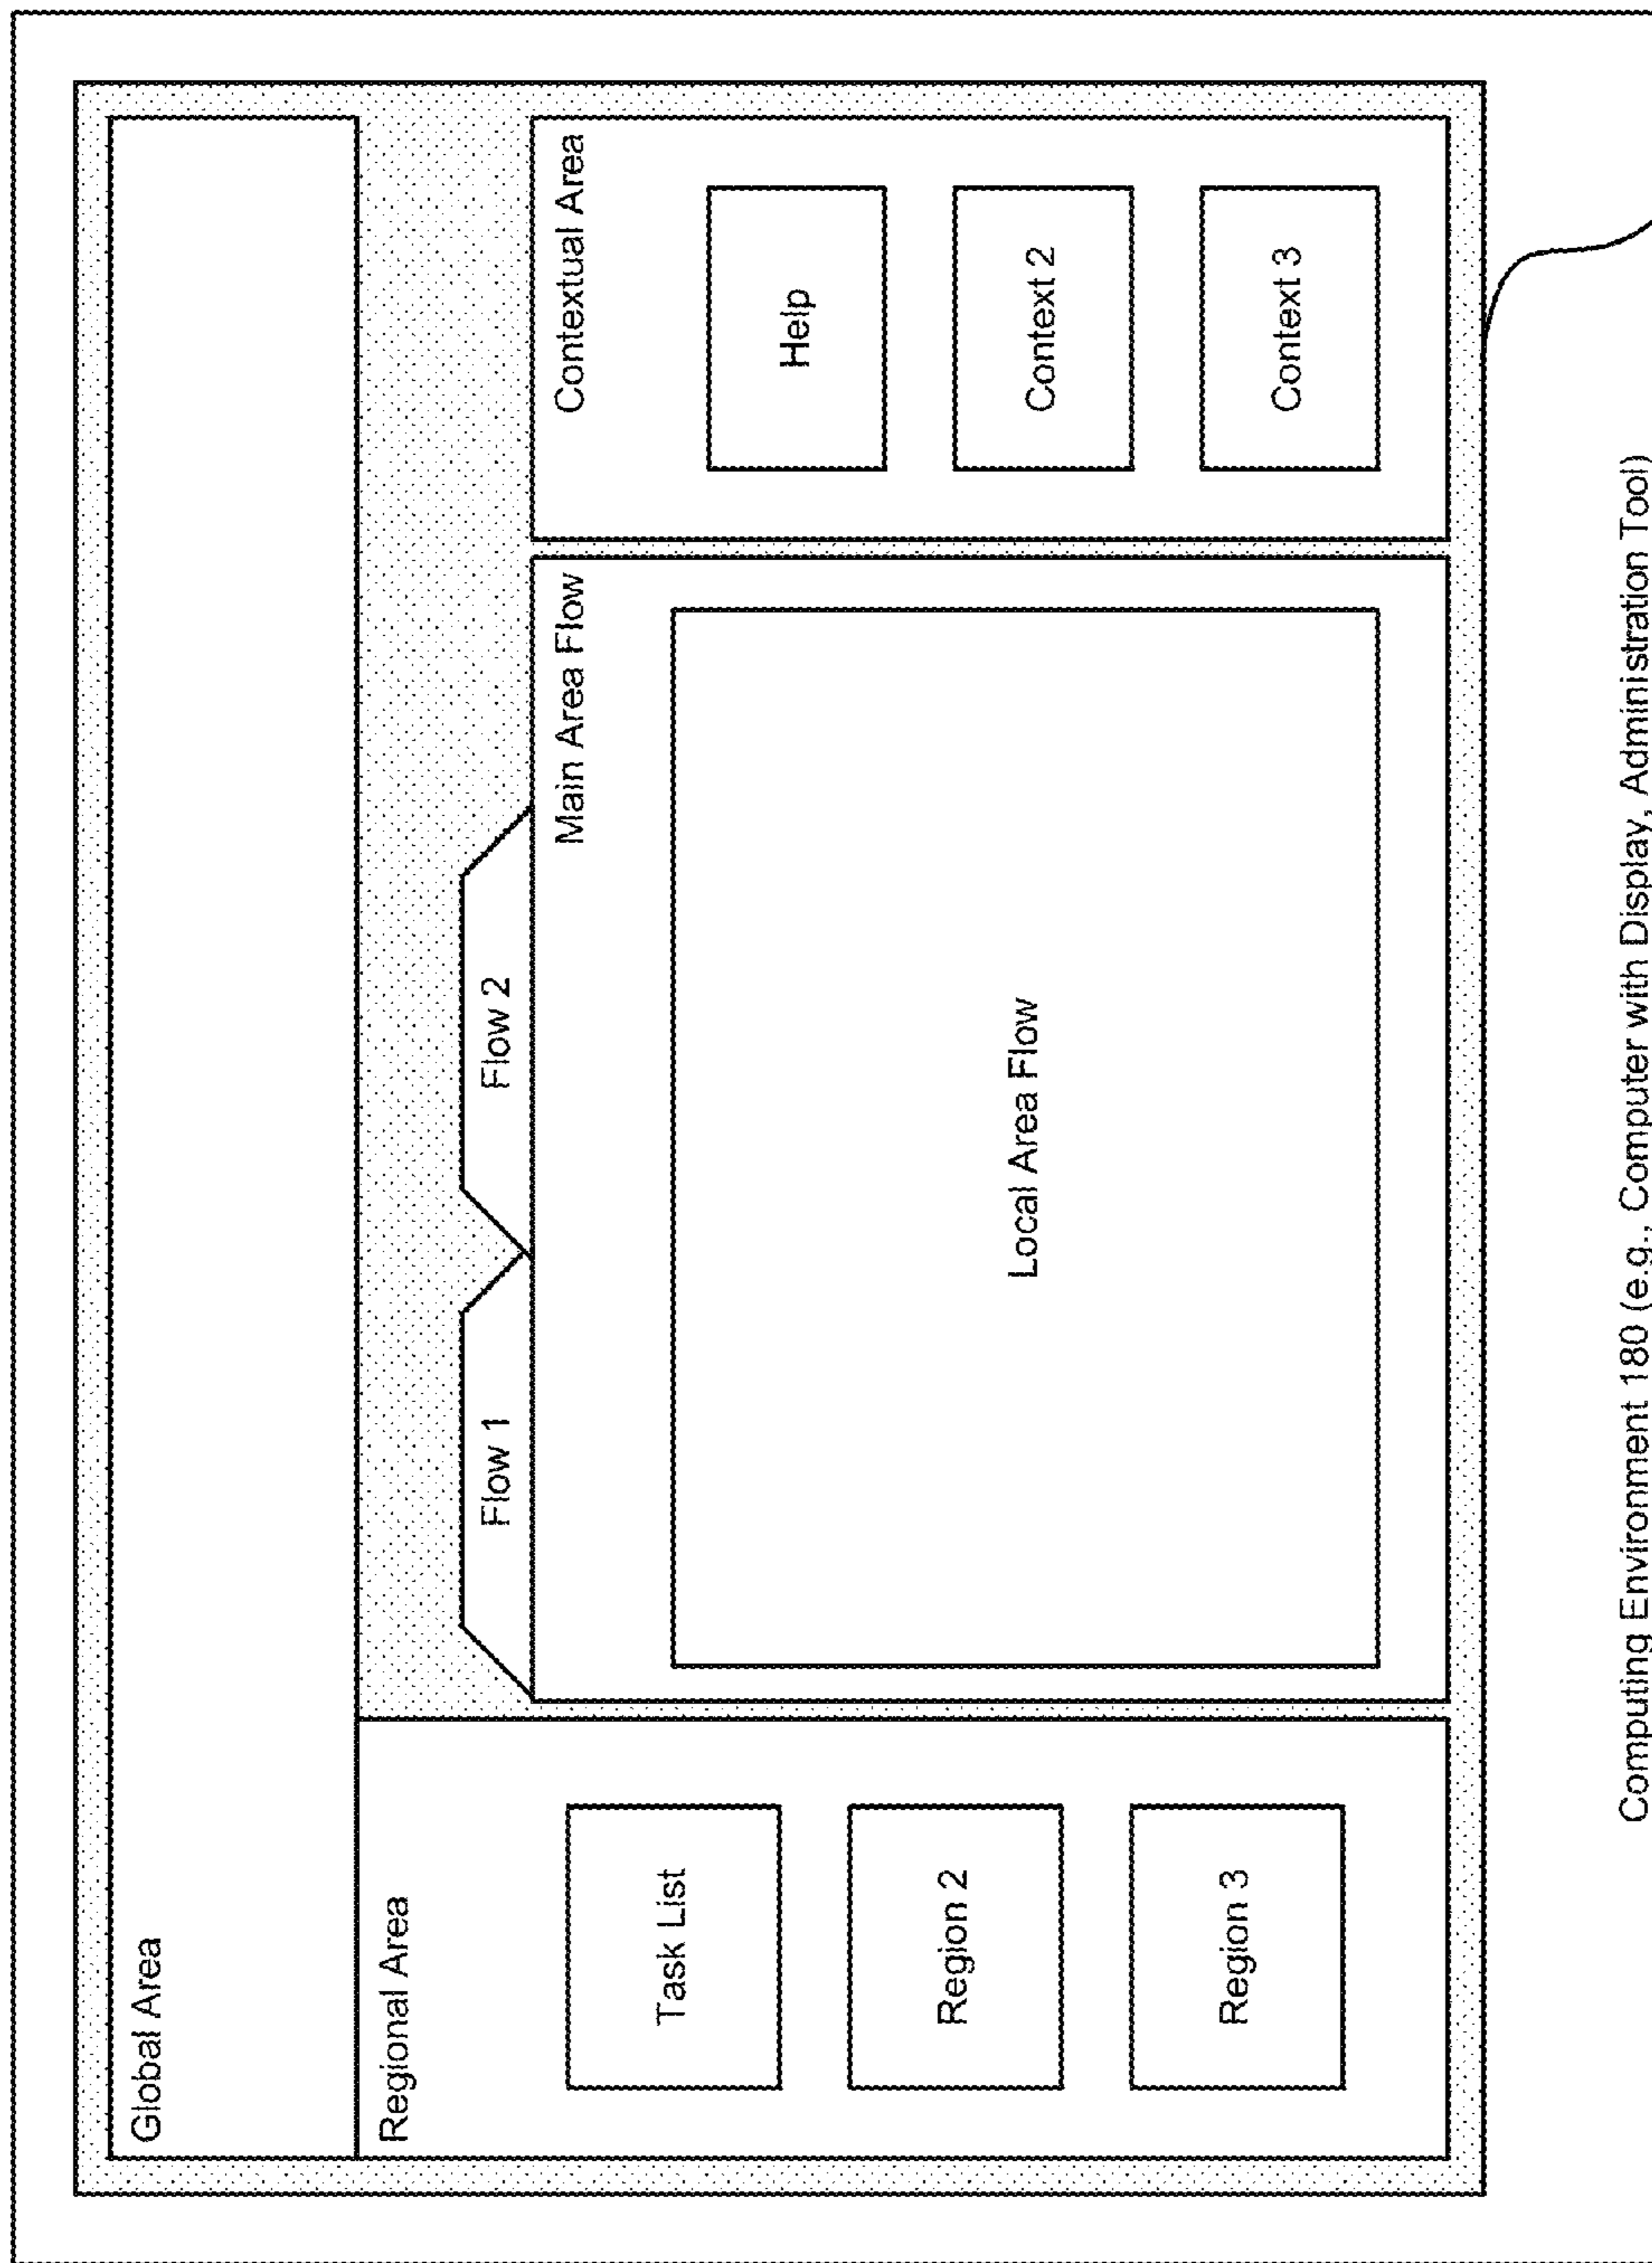 Global Area
Regional Area
Task List
Region 2
Region 3
Flow 1
Flow 2
Main Area Flow
Local Area Flow
Contextual Area
Help
Context 2
Context 3
Computing Environment 180 (e.g., Computer with Display, Administration Tool)